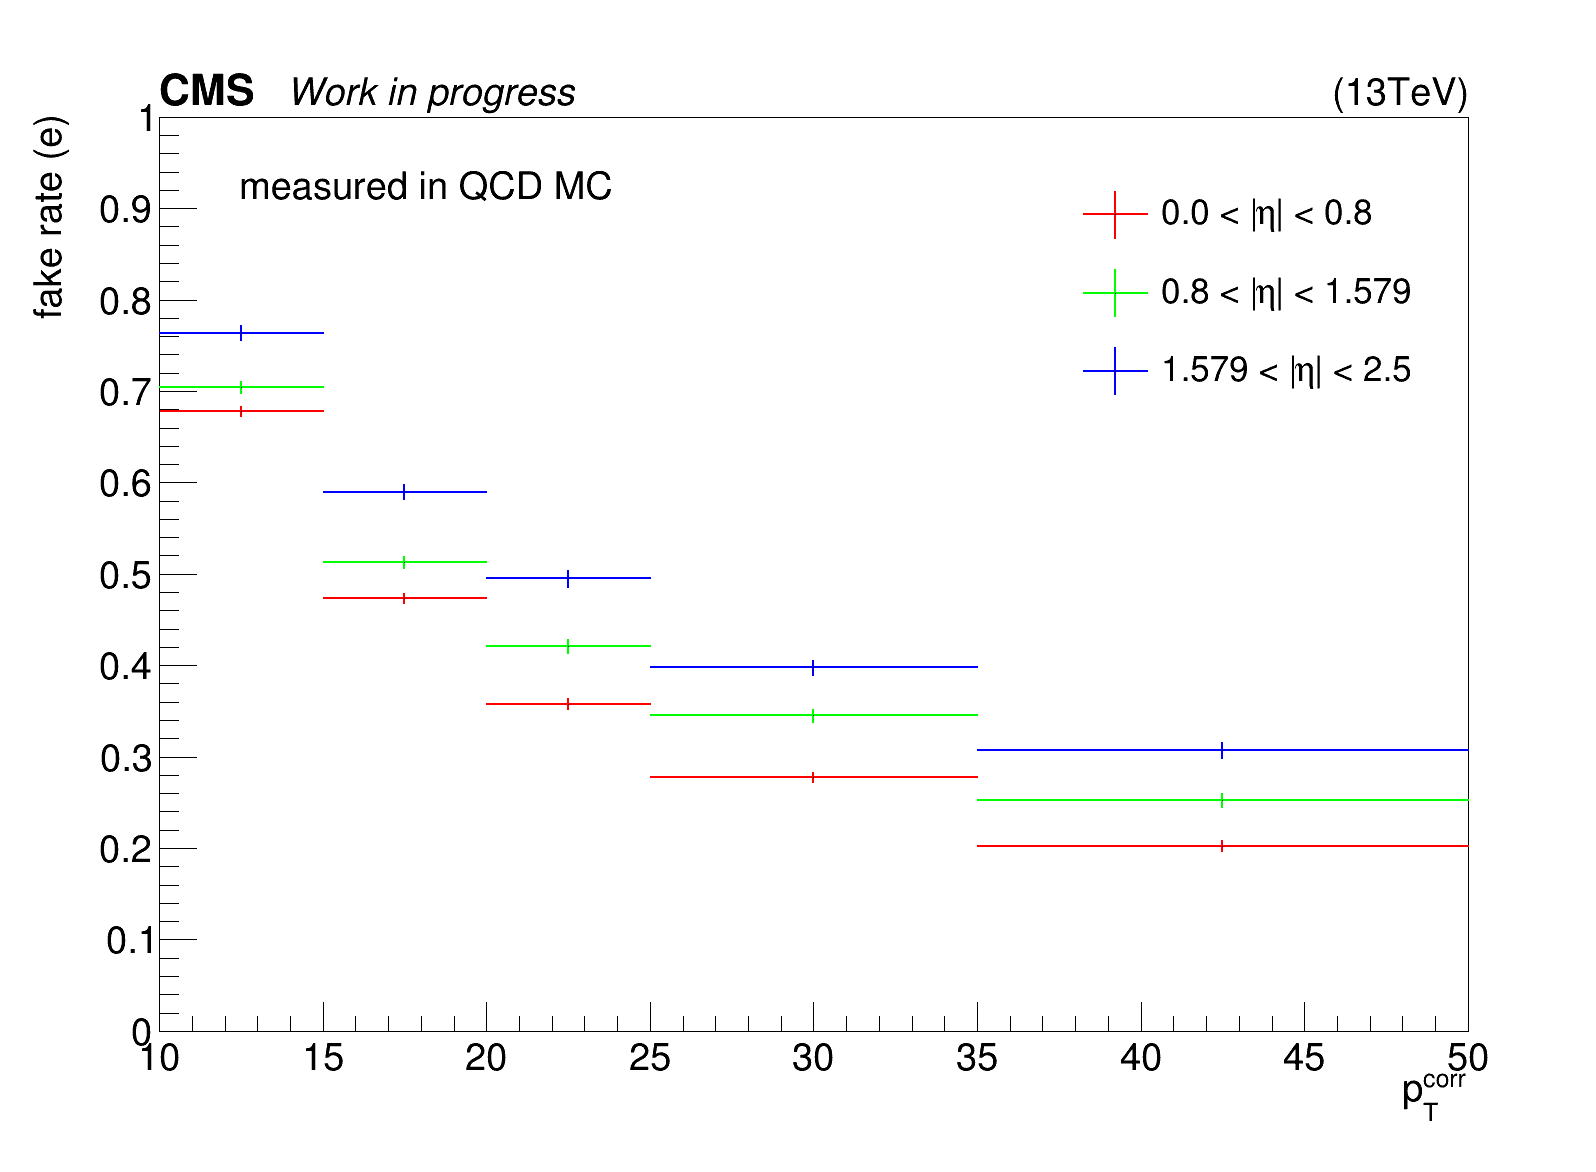 CMS Work in progress (13TeV)
fake rate (e)
measured in QCD MC
0.0 < |η| < 0.8
0.8 < |η| < 1.579
1.579 < |η| < 2.5
1
0.9
0.8
0.7
0.6
0.5
0.4
0.3
0.2
0.1
0
10 15 20 25 30 35 40 45 50
p_T^corr